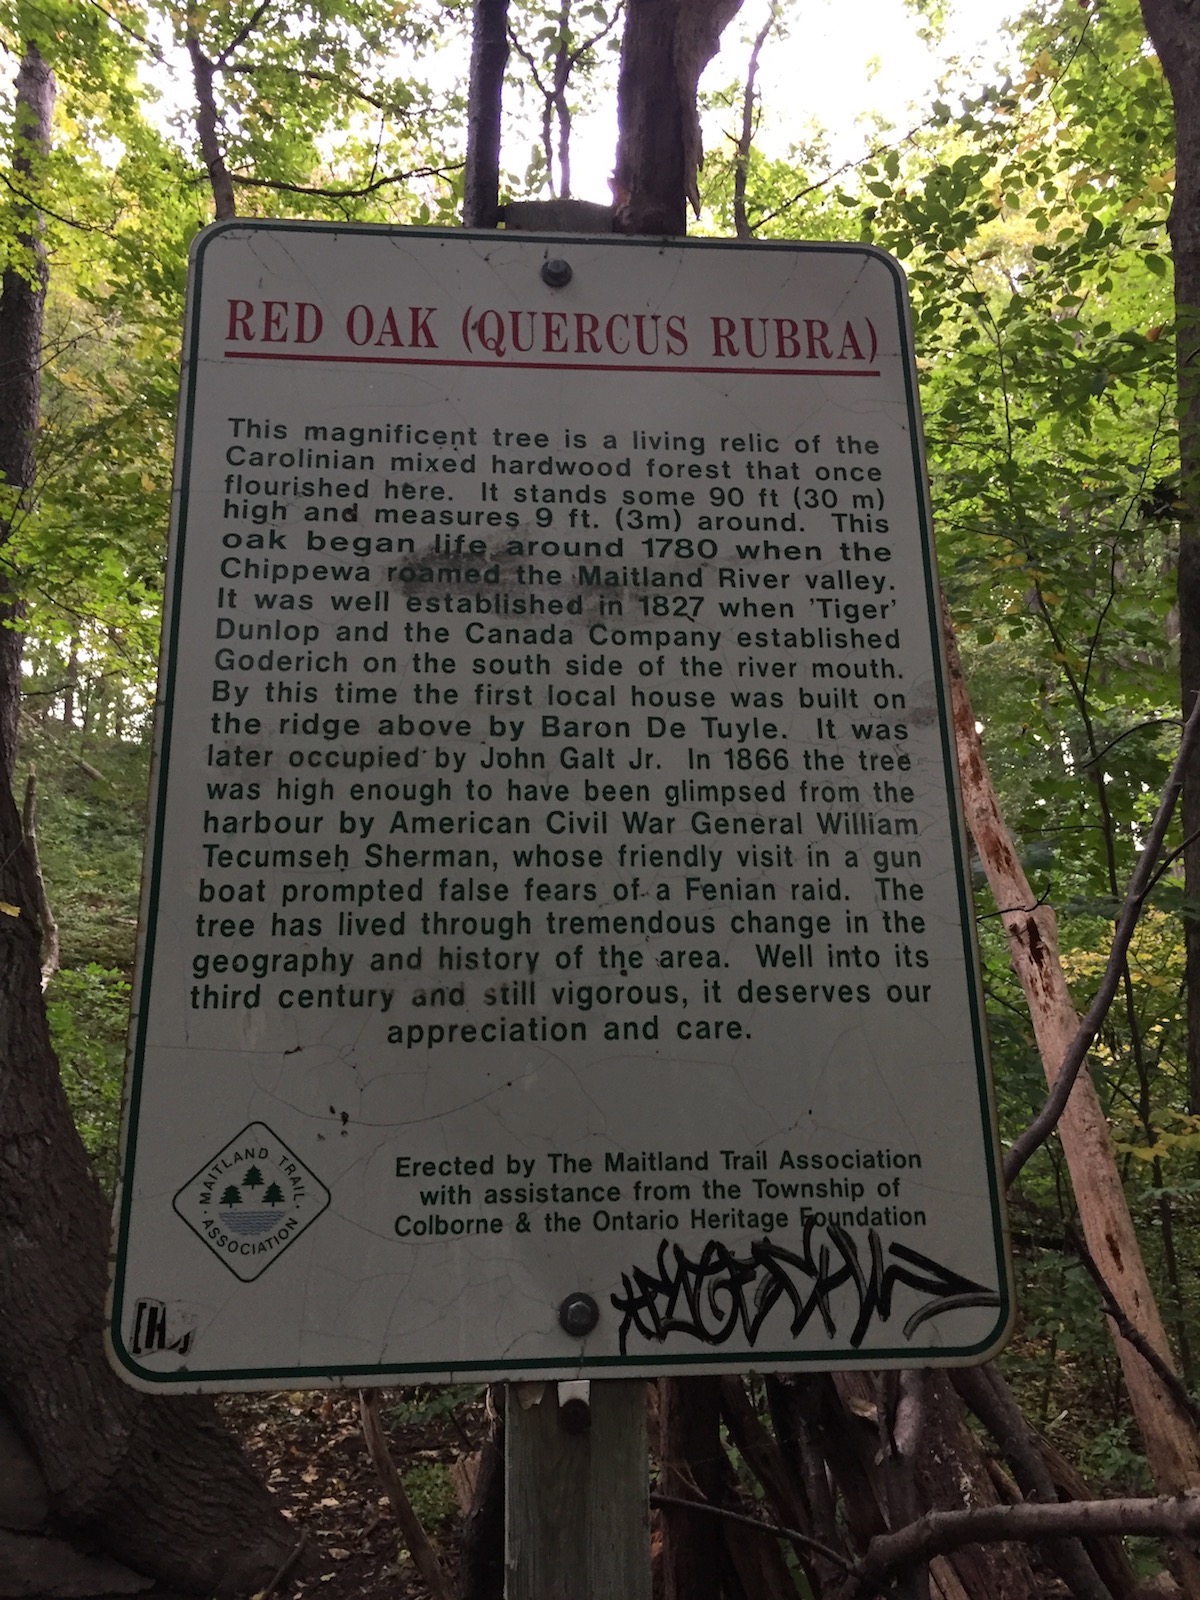 RED OAK (QUERCUS RUBRA)
This magnificent tree is a living relic of the
Carolinian mixed hardwood forest that once
flourished here. It stands some 90 ft (30 m)
high and measures 9 ft. (3m) around. This
oak began life around 1780 when the
Chippewa roamed the Maitland River valley.
It was well established in 1827 when 'Tiger'
Dunlop and the Canada Company established
Goderich on the south side of the river mouth.
By this time the first local house was built on
the ridge above by Baron De Tuyle. It was
later occupied by John Galt Jr. In 1866 the tree
was high enough to have been glimpsed from the
harbour by American Civil War General William
Tecumseh Sherman, whose friendly visit in a gun
boat prompted false fears of a Fenian raid. The
tree has lived through tremendous change in the
geography and history of the area. Well into its
third century and still vigorous, it deserves our
appreciation and care.
MAITLAND TRAIL
ASSOCIATION
Erected by The Maitland Trail Association
with assistance from the Township of
Colborne & the Ontario Heritage Foundation